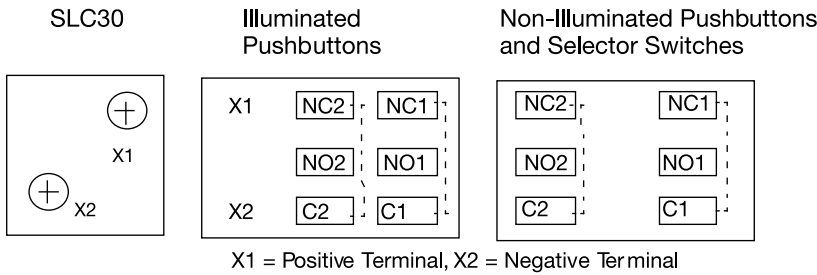 SLC30
Illuminated
Pushbuttons
Non-Illuminated Pushbuttons
and Selector Switches
X1
X2
X1 NC2 NC1
NO2 NO1
X2 C2 C1
NC2 NC1
NO2 NO1
C2 C1
X1 = Positive Terminal, X2 = Negative Terminal